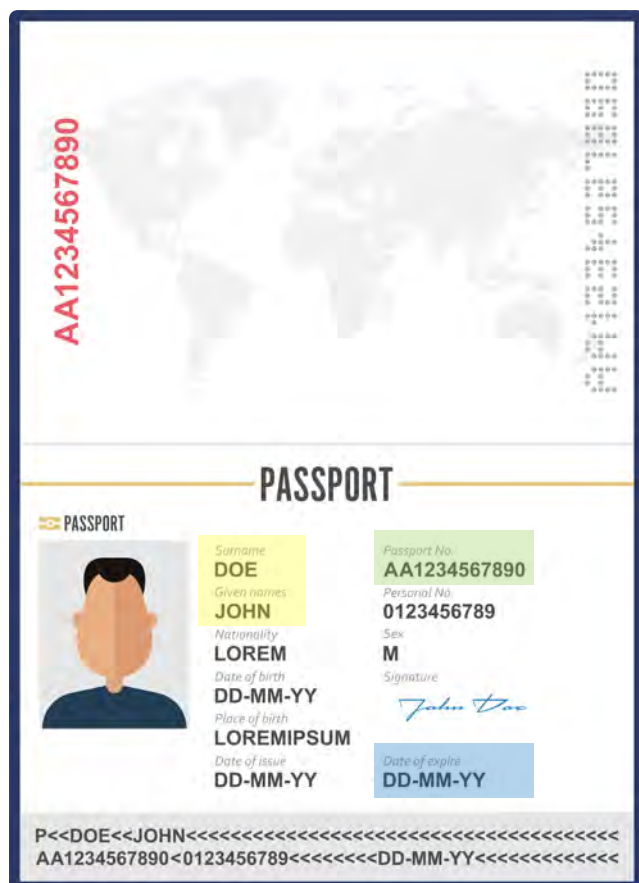 AA1234567890
PASSPORT
PASSPORT
Surname
DOE
Given names
JOHN
Nationality
LOREM
Date of birth
DD-MM-YY
Place of birth
LOREMIPSUM
Date of issue
DD-MM-YY
Passport No.
AA1234567890
Personal No.
0123456789
Sex
M
Signature
John Doe
Date of expire
DD-MM-YY
P<<DOE<<JOHN<<<<<<<<<<<<<<<<<<<<<<<<<<<<<<<<<<<<<<<
AA1234567890<0123456789<<<<<<<<DD-MM-YY<<<<<<<<<<<<<